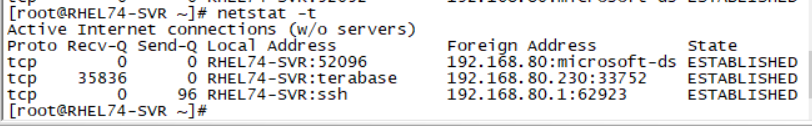 [root@RHEL74-SVR ~]# netstat -t
Active Internet connections (w/o servers)
Proto Recv-Q Send-Q Local Address           Foreign Address         State
tcp        0      0 RHEL74-SVR:52096        192.168.80:microsoft-ds ESTABLISHED
tcp    35836      0 RHEL74-SVR:terabase     192.168.80.230:33752    ESTABLISHED
tcp        0     96 RHEL74-SVR:ssh          192.168.80.1:62923      ESTABLISHED
[root@RHEL74-SVR ~]#